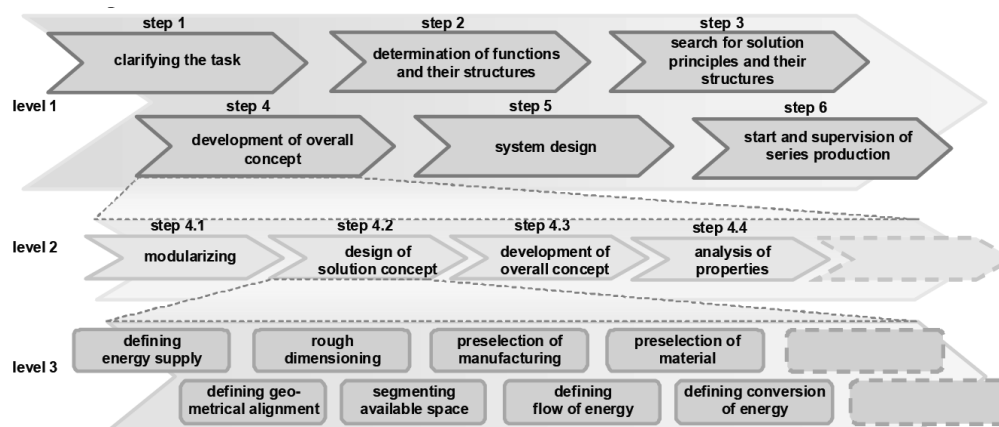 step 1
step 2
step 3
clarifying the task
determination of functions
and their structures
search for solution
principles and their
structures
level 1
step 4
step 5
step 6
development of overall
concept
system design
start and supervision of
series production
step 4.1
step 4.2
step 4.3
step 4.4
level 2
modularizing
design of
solution concept
development of
overall concept
analysis of
properties
level 3
defining
energy supply
rough
dimensioning
preselection of
manufacturing
preselection of
material
defining geo-
metrical alignment
segmenting
available space
defining
flow of energy
defining conversion
of energy